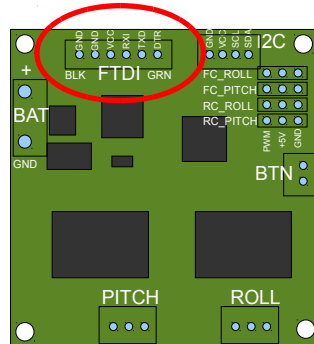 GND GND VCC RXI TXD DTR
BLK FTDI GRN
GND VCC SCL SDA I2C
+
BAT
GND
FC_ROLL
FC_PITCH
RC_ROLL
RC_PITCH
PWM +5V GND
BTN
PITCH
ROLL